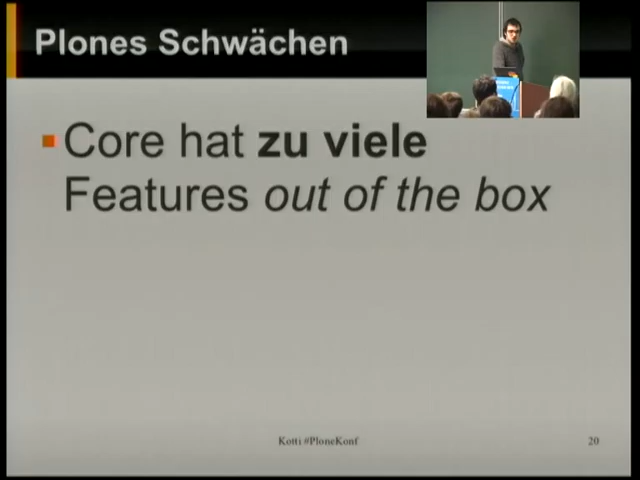 Plones Schwächen
Core hat zu viele
Features out of the box
Kotti #PloneKonf
20